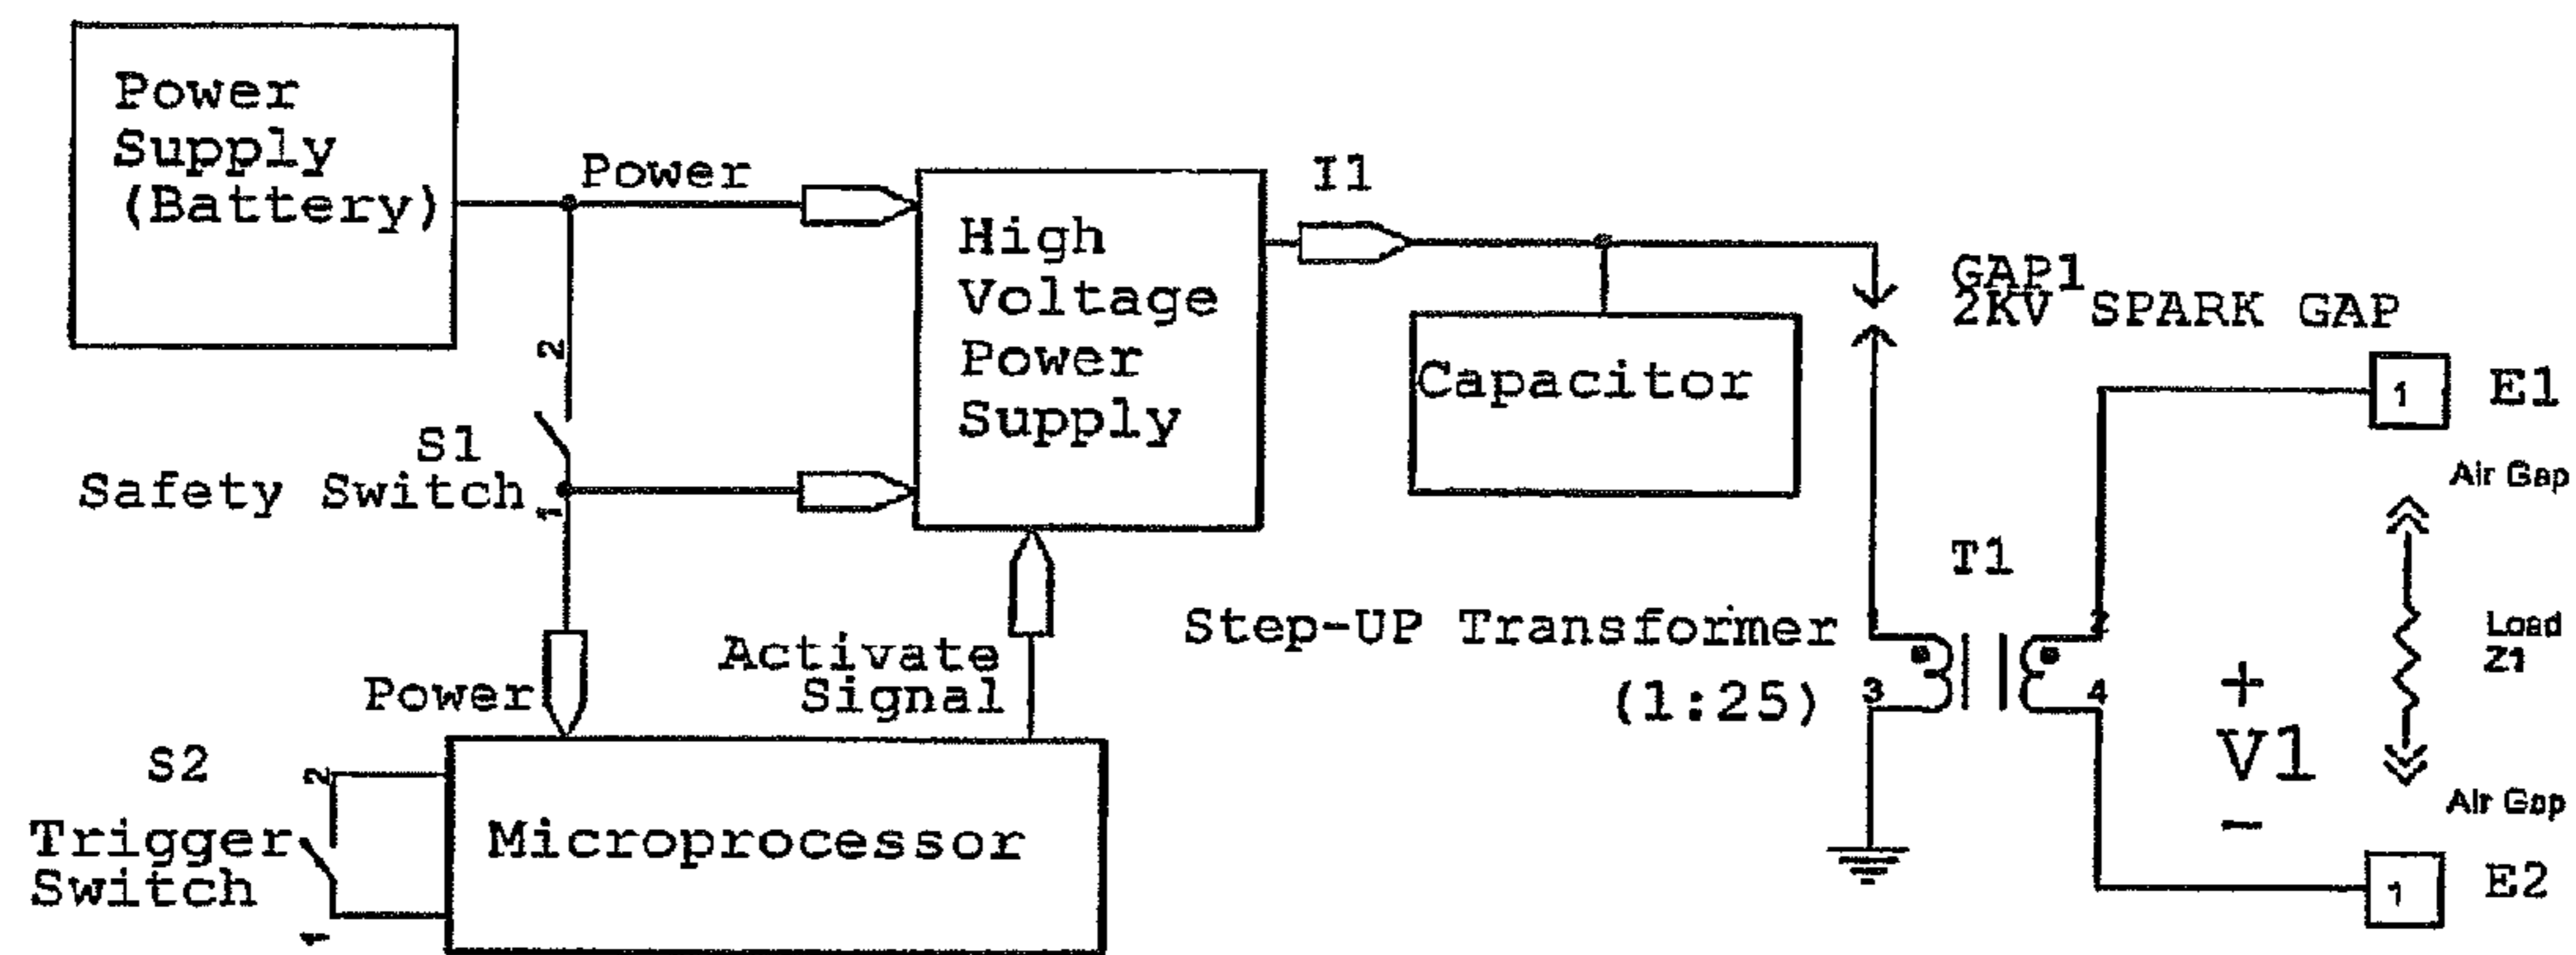 Power
Supply
(Battery)
Power
I1
High
Voltage
Power
Supply
GAP1
2KV SPARK GAP
Capacitor
2
S1
Safety Switch
1
1
E1
Air Gap
T1
Step-UP Transformer
(1:25)
1
2
3
4
Load
Z1
+
V1
-
Air Gap
Activate
Signal
Power
S2
2
Trigger
Switch
1
Microprocessor
1
E2